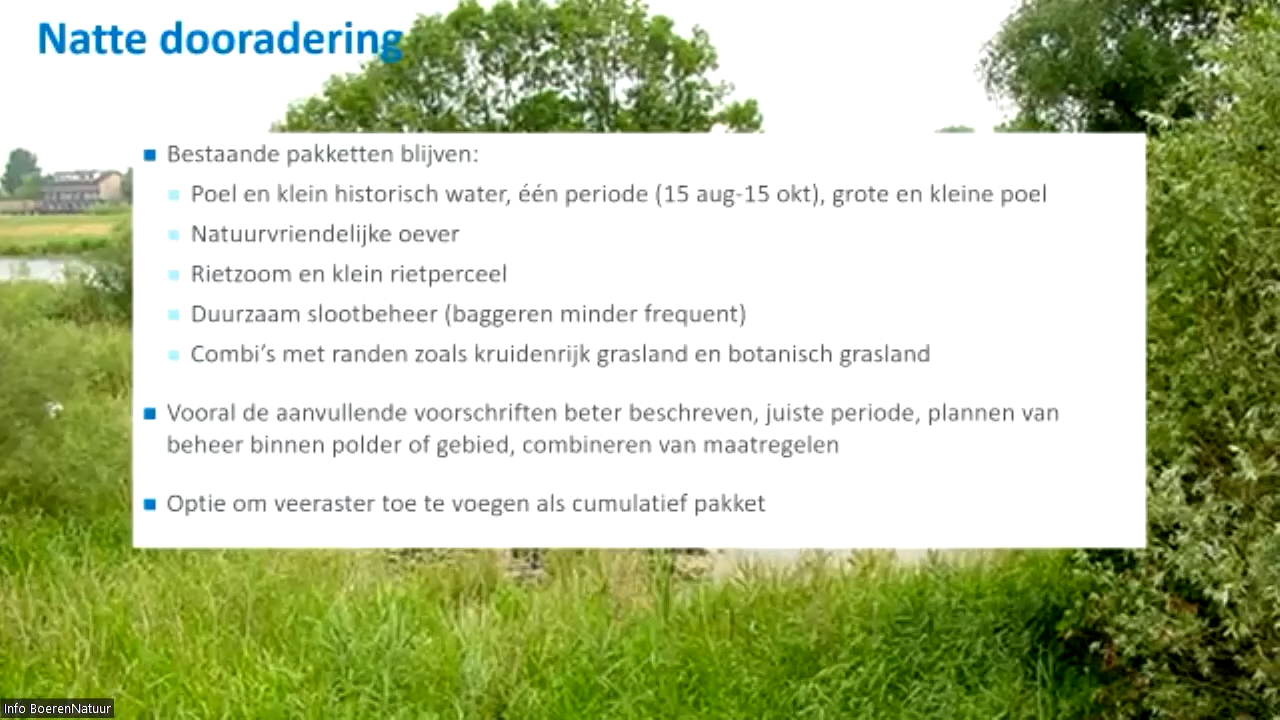 Natte dooradering
Bestaande pakketten blijven:
Poel en klein historisch water, één periode (15 aug-15 okt), grote en kleine poel
Natuurvriendelijke oever
Rietzoom en klein rietperceel
Duurzaam slootbeheer (baggeren minder frequent)
Combi's met randen zoals kruidenrijk grasland en botanisch grasland
Vooral de aanvullende voorschriften beter beschreven, juiste periode, plannen van
beheer binnen polder of gebied, combineren van maatregelen
Optie om veeraster toe te voegen als cumulatief pakket
Info BoerenNatuur